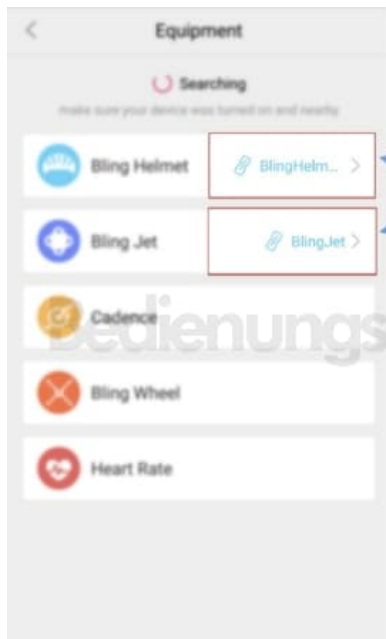 Equipment
Searching
make sure your device was turned on and nearby
Bling Helmet
BlingHelm...
Bling Jet
BlingJet
Cadence
Bedienungs
Bling Wheel
Heart Rate